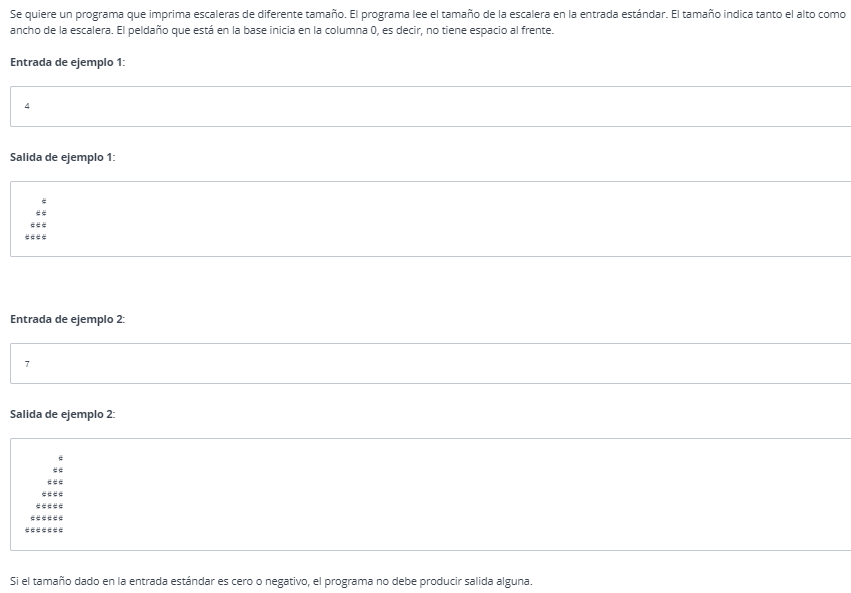 Se quiere un programa que imprima escaleras de diferente tamaño. El programa lee el tamaño de la escalera en la entrada estándar. El tamaño indica tanto el alto como
ancho de la escalera. El peldaño que está en la base inicia en la columna 0, es decir, no tiene espacio al frente.
Entrada de ejemplo 1:
4
Salida de ejemplo 1:
   #
  ##
 ###
####
Entrada de ejemplo 2:
7
Salida de ejemplo 2:
      #
     ##
    ###
   ####
  #####
 ######
#######
Si el tamaño dado en la entrada estándar es cero o negativo, el programa no debe producir salida alguna.